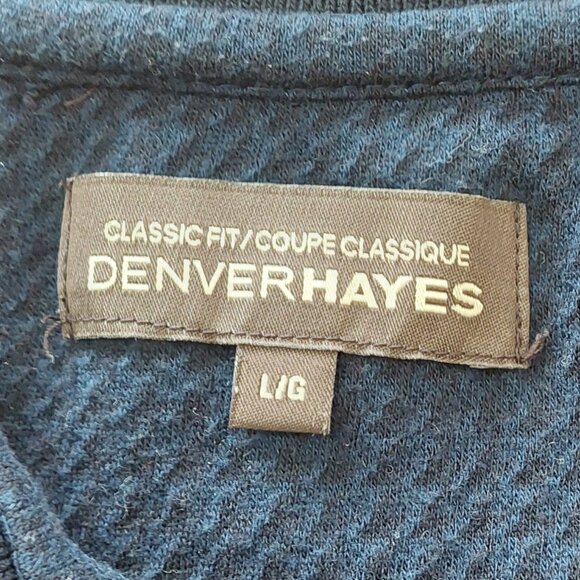 CLASSIC FIT/COUPE CLASSIQUE
DENVERHAYES
L/G